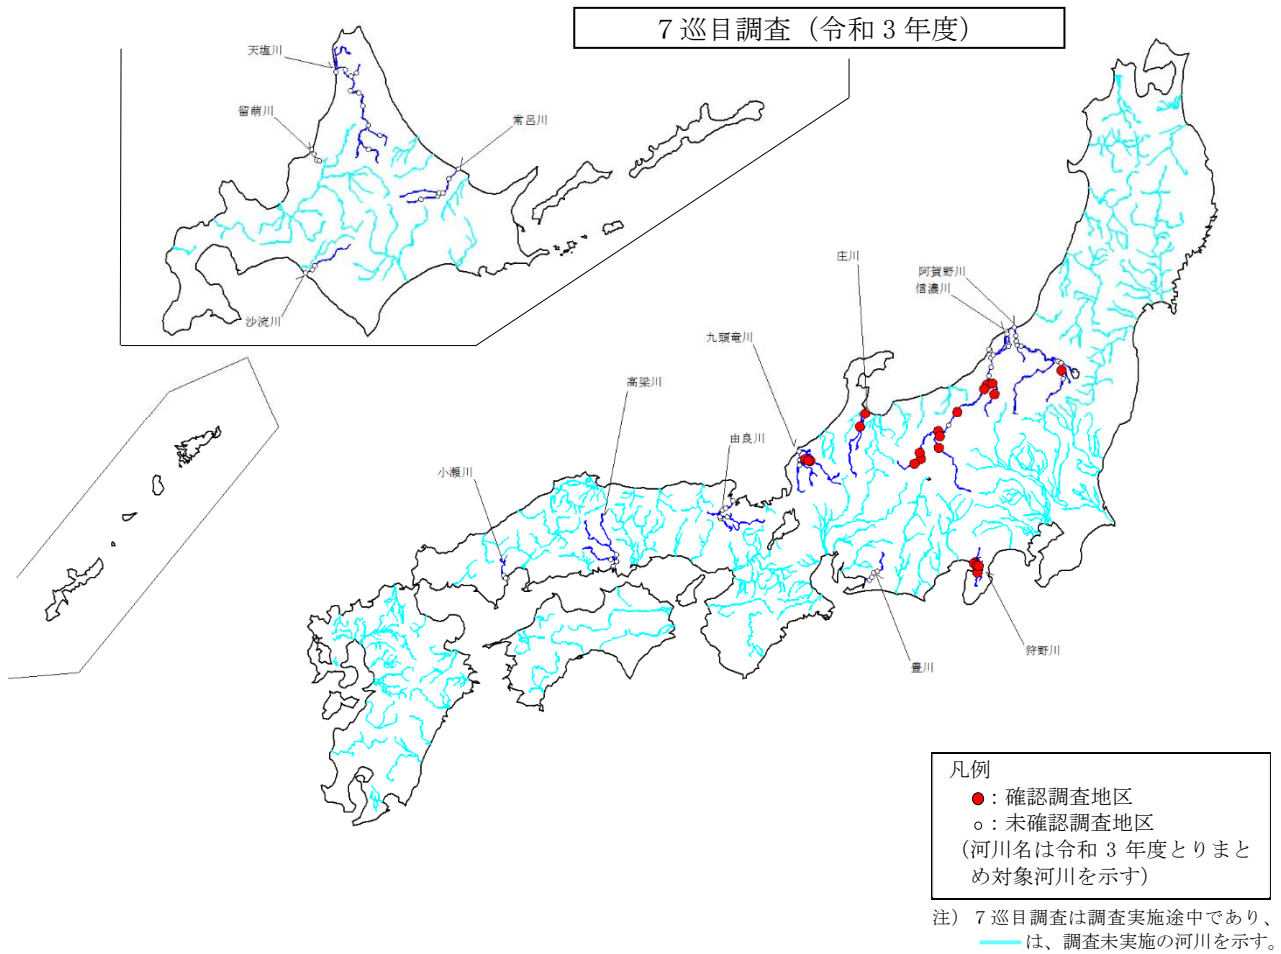 7巡目調査(令和3年度)
天塩川
留萌川
常呂川
沙流川
庄川
阿賀野川
信濃川
九頭竜川
高梁川
由良川
小瀬川
豊川
狩野川
凡例
:確認調査地区
:未確認調査地区
(河川名は令和 3 年度とりまと
め対象河川を示す)
注) 7巡目調査は調査実施途中であり、
は、調査未実施の河川を示す。